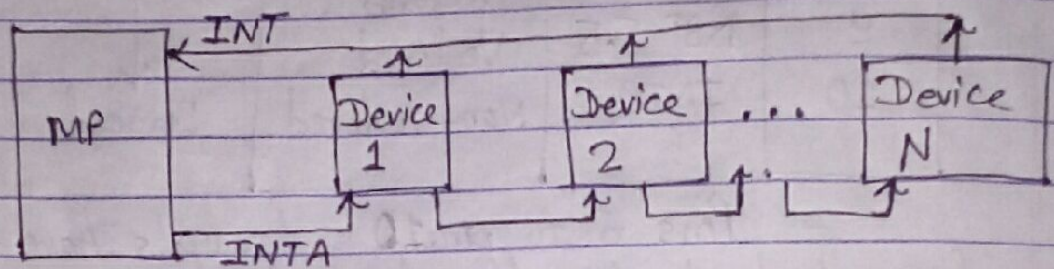 INT
MP
Device
1
Device
2
...
Device
N
INTA